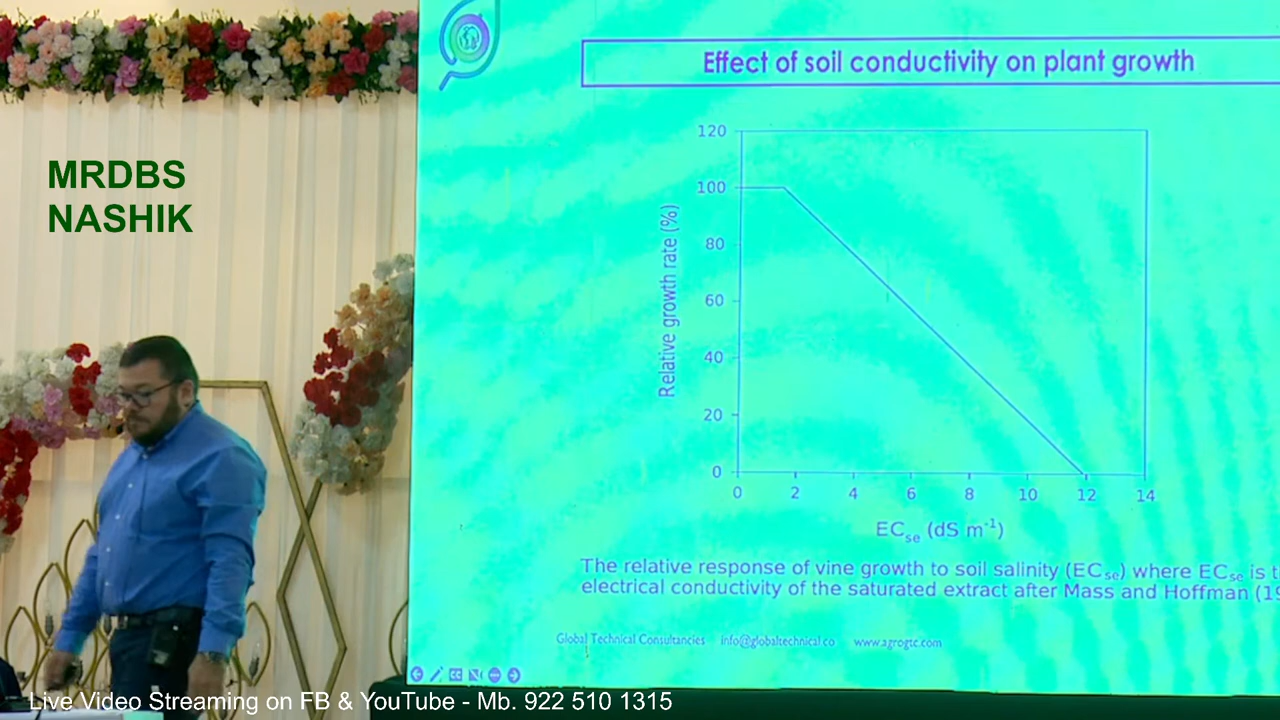 MRDBS
NASHIK
Effect of soil conductivity on plant growth
120
100
80
60
40
20
0
Relative growth rate (%)
0 2 4 6 8 10 12 14
ECse (dS m-1)
The relative response of vine growth to soil salinity (ECse) where ECse is
electrical conductivity of the saturated extract after Mass and Hoffman
Global Technical Consultancies info@globaltechnical.co www.agrogtc.com
Live Video Streaming on FB & YouTube - Mb. 922 510 1315